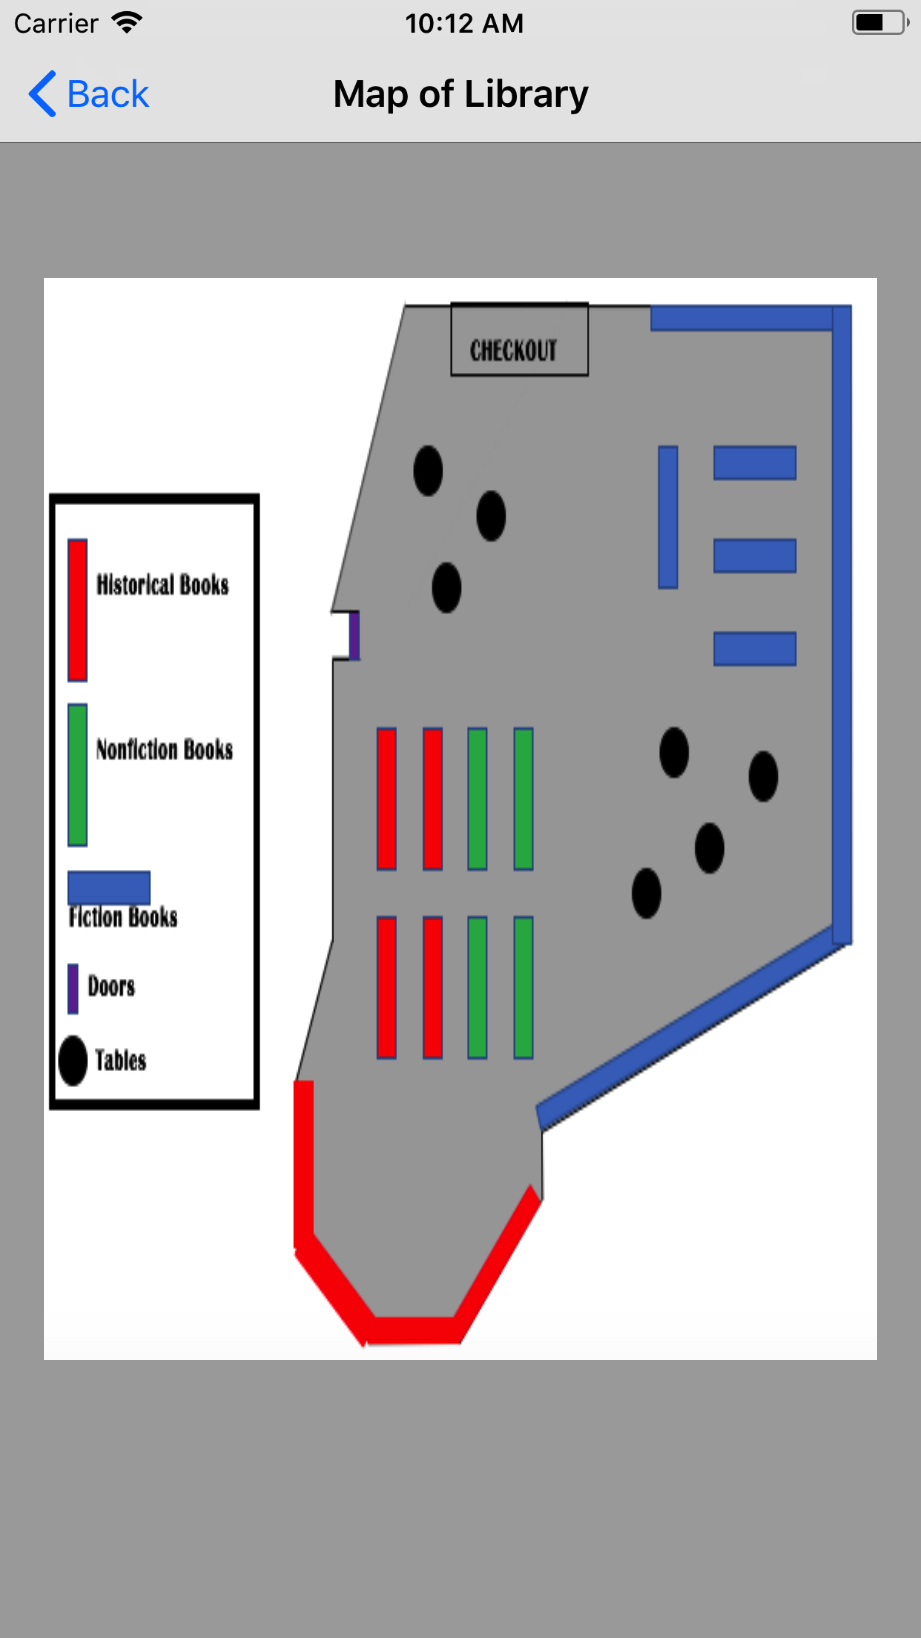 Carrier 10:12 AM
Back Map of Library
CHECKOUT
Historical Books
Nonfiction Books
Fiction Books
Doors
Tables